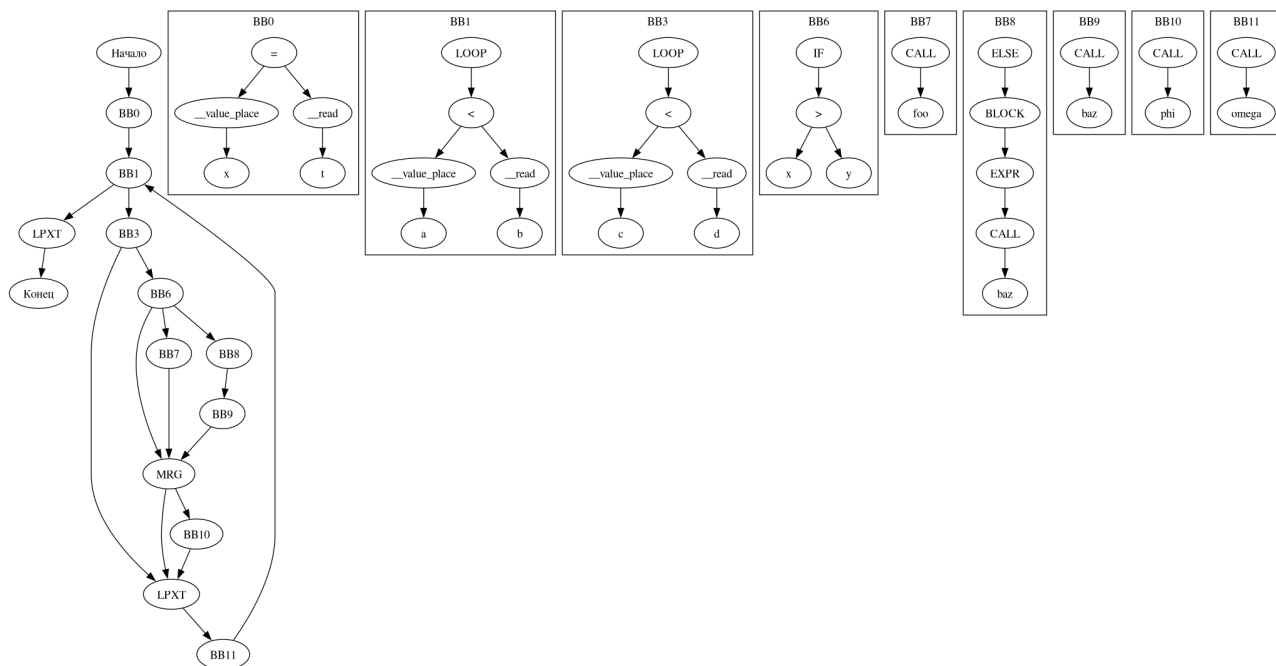 Начало
BB0
BB1
LPXT
BB3
Конец
BB6
BB7
BB8
BB9
MRG
BB10
LPXT
BB11
BB0
=
__value_place
__read
x
t
BB1
LOOP
<
__value_place
__read
a
b
BB3
LOOP
<
__value_place
__read
c
d
BB6
IF
>
x
y
BB7
CALL
foo
BB8
ELSE
BLOCK
EXPR
CALL
baz
BB9
CALL
baz
BB10
CALL
phi
BB11
CALL
omega